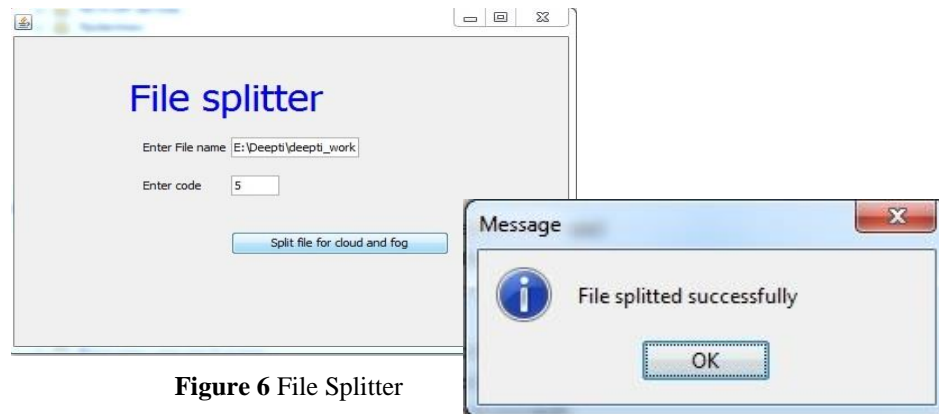 File splitter
Enter File name E:\Deepti\deepti_work
Enter code 5
Split file for cloud and fog
Message
File splitted successfully
OK
Figure 6 File Splitter